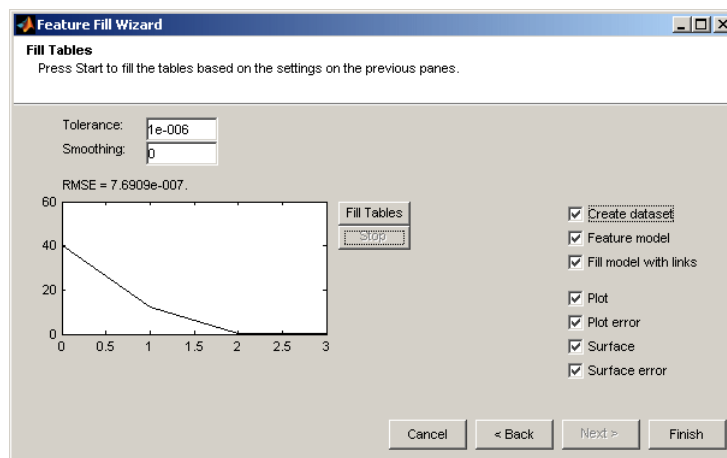 Feature Fill Wizard
Fill Tables
Press Start to fill the tables based on the settings on the previous panes.
Tolerance: 1e-006
Smoothing: 0
RMSE = 7.6909e-007.
60
40
20
0
0 0.5 1 1.5 2 2.5 3
Fill Tables
Stop
Create dataset
Feature model
Fill model with links
Plot
Plot error
Surface
Surface error
Cancel < Back Next > Finish